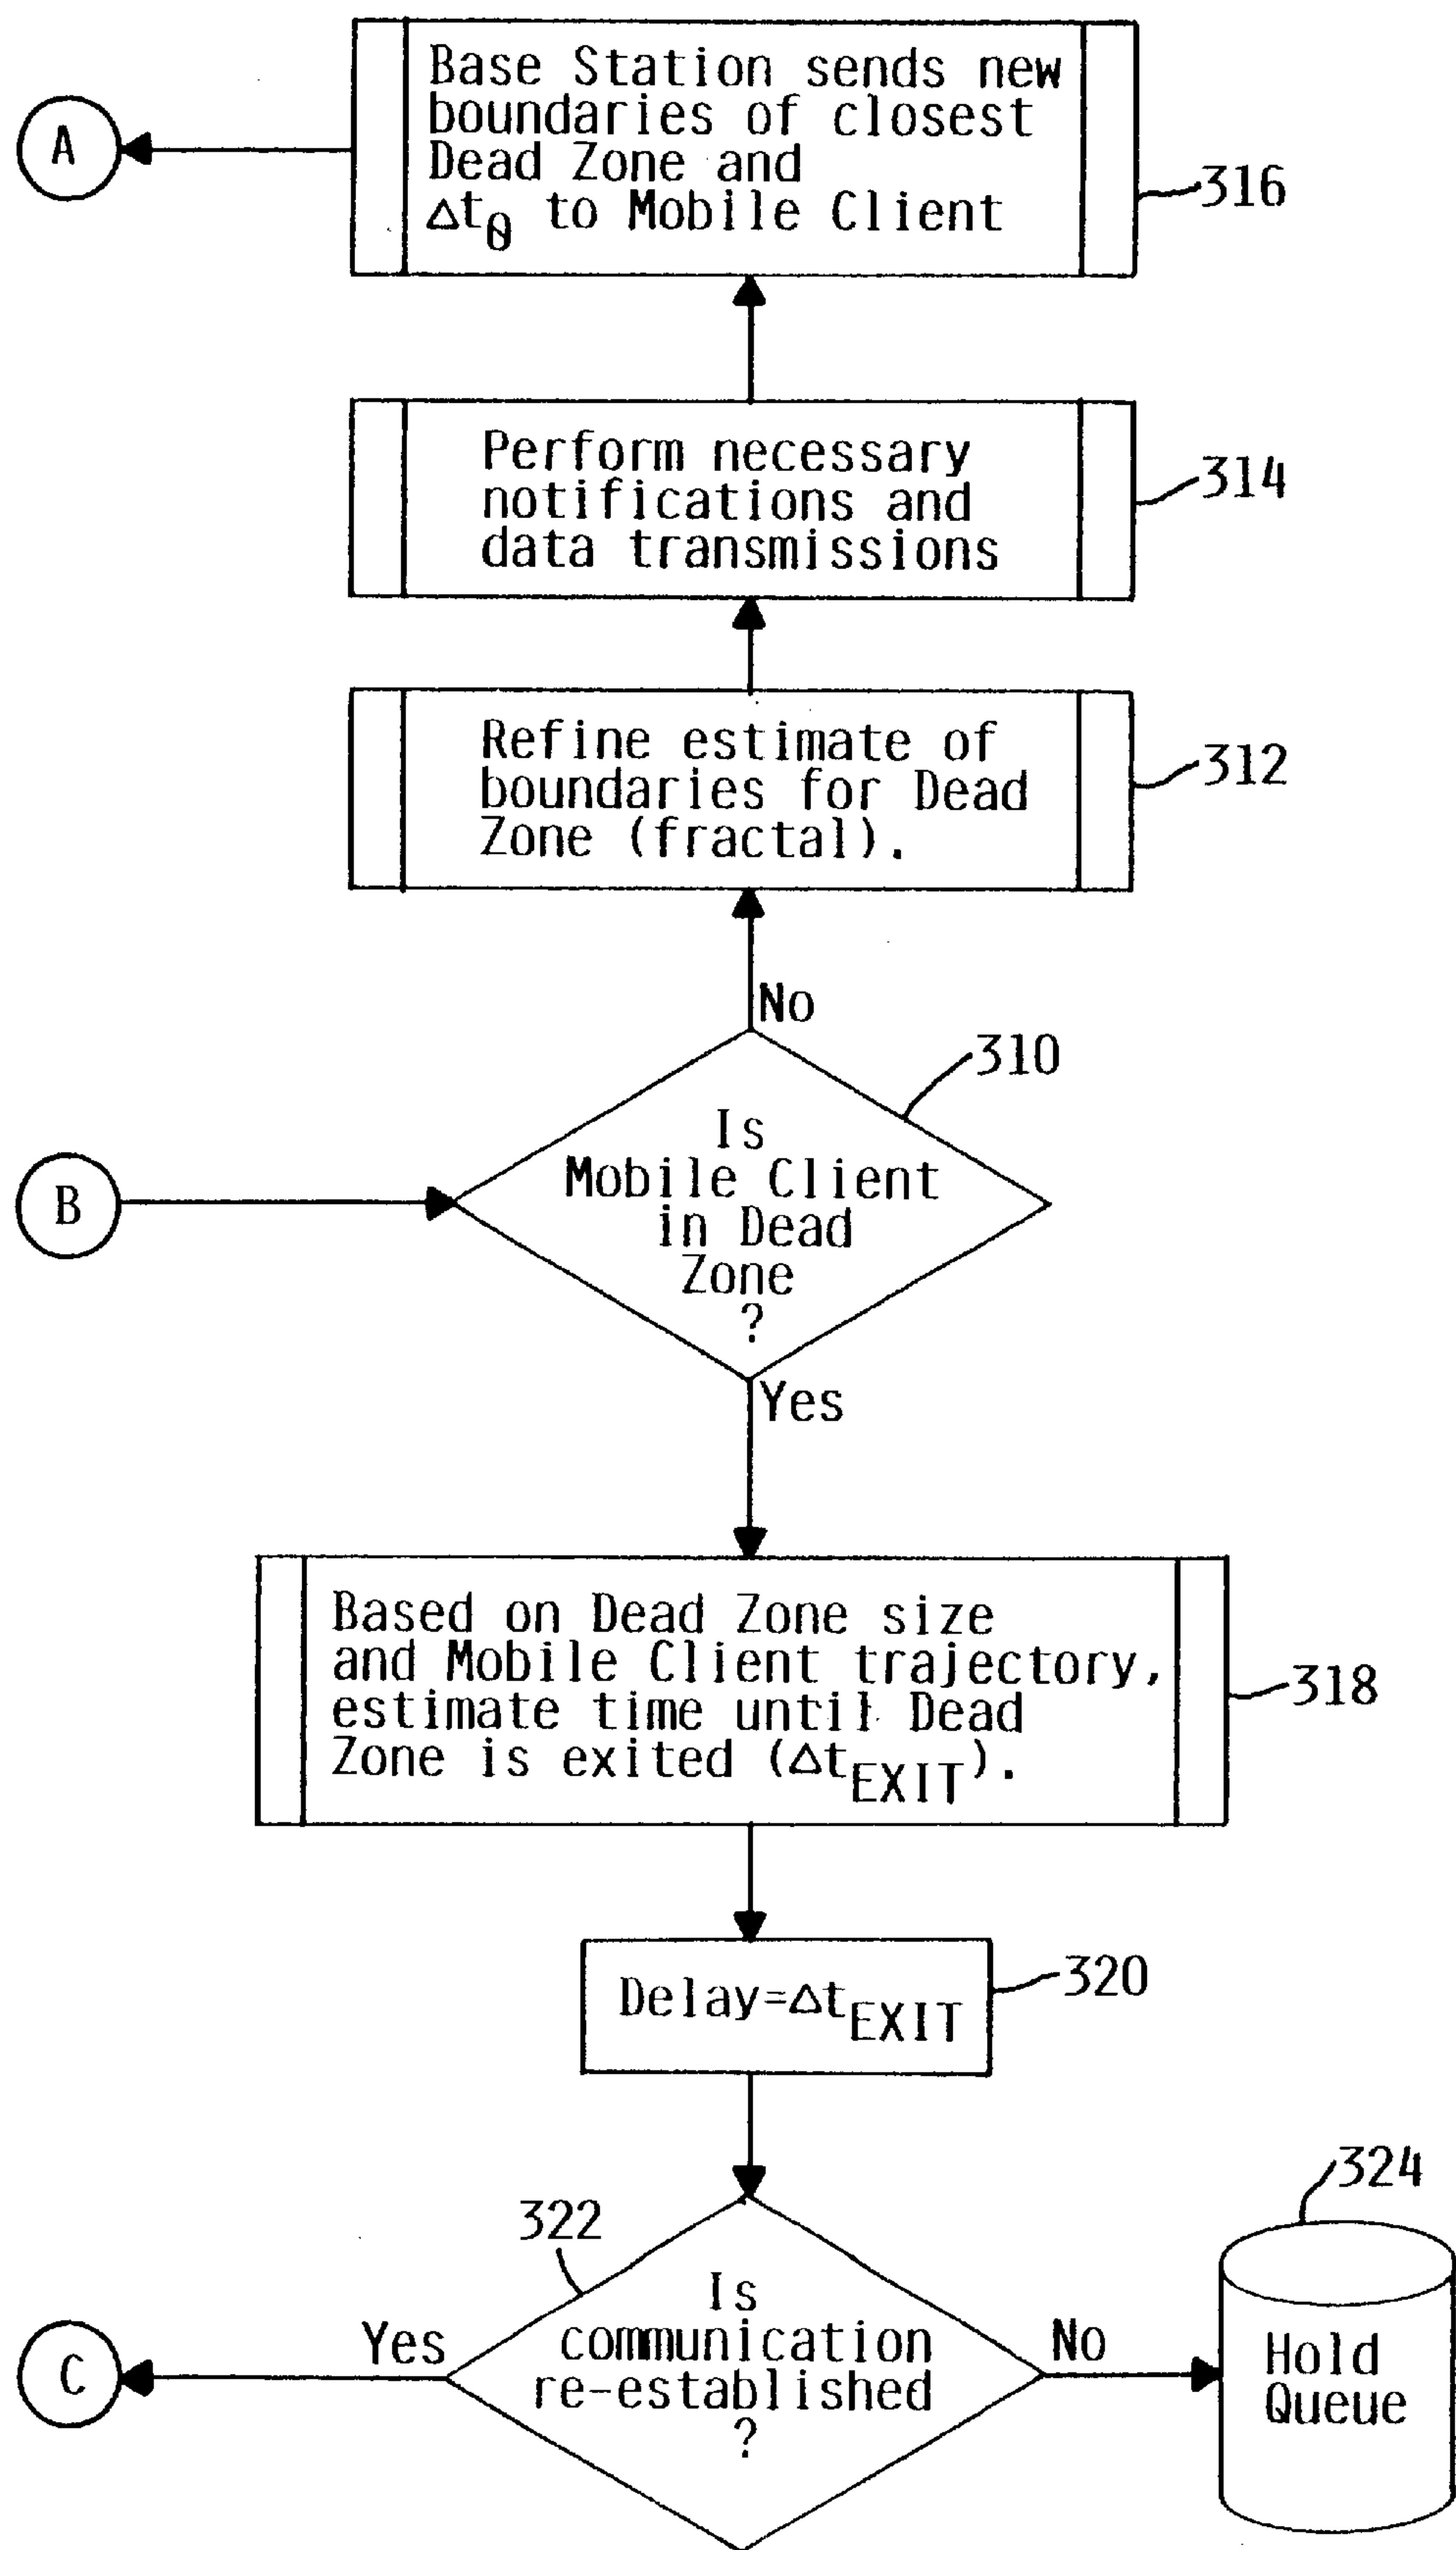 Base Station sends new
boundaries of closest
Dead Zone and
Δt0 to Mobile Client
A
316
Perform necessary
notifications and
data transmissions
314
Refine estimate of
boundaries for Dead
Zone (fractal).
312
No
310
Is
Mobile Client
in Dead
Zone
?
B
Yes
Based on Dead Zone size
and Mobile Client trajectory,
estimate time until Dead
Zone is exited (ΔtEXIT).
318
Delay=ΔtEXIT
320
322
324
Is
communication
re-established
?
Yes
C
No
Hold
Queue